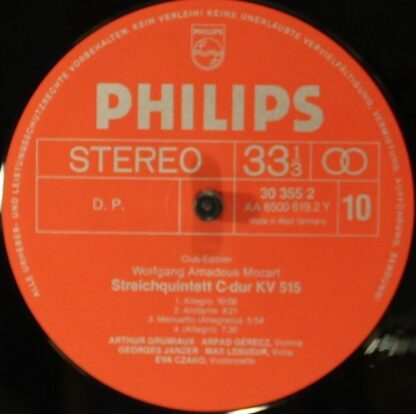 ALLE URHEBER- UND LEISTUNGSSCHUTZRECHTE VORBEHALTEN. KEIN VERLEIH! KEINE UNERLAUBTE VERVIELFÄLTIGUNG, VERMIETUNG, AUFFÜHRUNG, SENDUNG!
PHILIPS
PHILIPS
STEREO 33 1/3
D. P.
30 355 2
AA 6500 619.2 Y
Made in West Germany
10
Club-Edition
Wolfgang Amadeus Mozart
Streichquintett C-dur KV 515
1. Allegro 10:08
2. Andante 8:21
3. Menuetto (Allegretto) 5:54
4. (Allegro) 7:30
ARTHUR GRUMIAUX ARPAD GÉRECZ, Violine
GEORGES JANZER MAX LESUEUR, Viola
EVA CZAKO, Violoncello